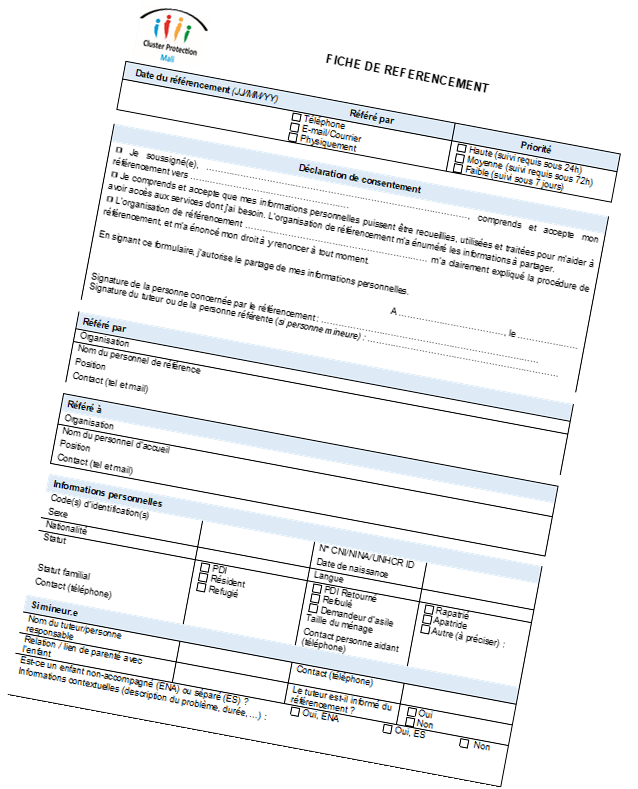 Cluster Protection
Mali
FICHE DE REFERENCEMENT
Date du référencement (JJ/MM/YY)
Référé par
Priorité
Téléphone
E-mail/Courrier
Physiquement
Haute (suivi requis sous 24h)
Moyenne (suivi requis sous 72h)
Faible (suivi sous 7 jours)
Déclaration de consentement
Je soussigné(e), ………………………………………………………………, comprends et accepte mon
référencement vers ……………………………………………….
Je comprends et accepte que mes informations personnelles puissent être recueillies, utilisées et traitées pour m'aider à
avoir accès aux services dont j'ai besoin. L'organisation de référencement m'a énuméré les informations à partager.
L'organisation de référencement ………………………………………………… m'a clairement expliqué la procédure de
référencement, et m'a énoncé mon droit à y renoncer à tout moment.
En signant ce formulaire, j'autorise le partage de mes informations personnelles.
A ……………………………, le ………………
Signature de la personne concernée par le référencement : ………………………………………………………
Signature du tuteur ou de la personne référente (si personne mineure) : ………………………………………………
Référé par
Organisation
Nom du personnel de référence
Position
Contact (tel et mail)
Référé à
Organisation
Nom du personnel d'accueil
Position
Contact (tel et mail)
Informations personnelles
Code(s) d'identification(s)
N° CNI/NINA/UNHCR ID
Sexe
Date de naissance
Nationalité
Langue
Statut
PDI
Résident
Refugié
PDI Retourné
Refoulé
Demandeur d'asile
Rapatrié
Apatride
Autre (à préciser) :
Statut familial
Taille du ménage
Contact (téléphone)
Contact personne aidant
(téléphone)
Si mineur.e
Nom du tuteur/personne
responsable
Contact (téléphone)
Relation / lien de parenté avec
l'enfant
Le tuteur est-il informé du
référencement ?
Oui
Non
Est-ce un enfant non-accompagné (ENA) ou séparé (ES) ?
Oui, ENA
Oui, ES
Non
Informations contextuelles (description du problème, durée, …) :